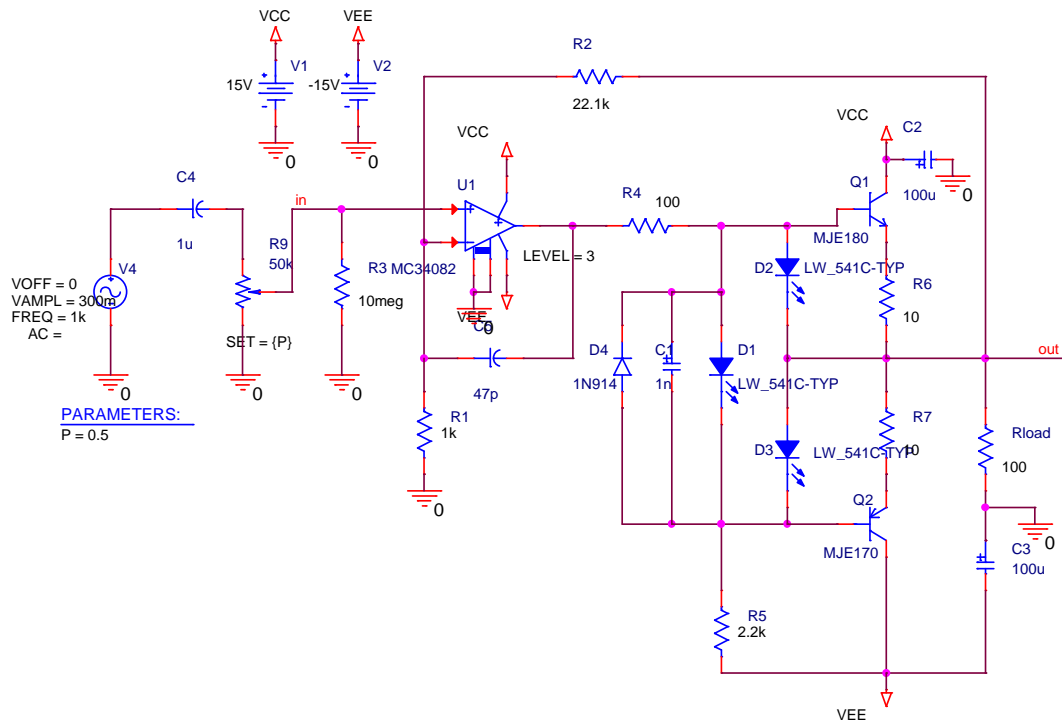 VCC
VEE
V1
15V
0
V2
-15V
0
R2
22.1k
VCC
VCC
C2
100u
0
C4
1u
in
U1
MC34082
LEVEL = 3
R4
100
Q1
MJE180
V4
VOFF = 0
VAMPL = 300m
FREQ = 1k
AC =
0
R9
50k
SET = {P}
0
R3
10meg
0
VEE
0
C5
47p
D2
LW_541C-TYP
R6
10
D4
1N914
C1
1n
D1
LW_541C-TYP
out
PARAMETERS:
P = 0.5
R1
1k
0
D3
LW_541C-TYP
R7
10
Rload
100
Q2
MJE170
0
C3
100u
R5
2.2k
VEE